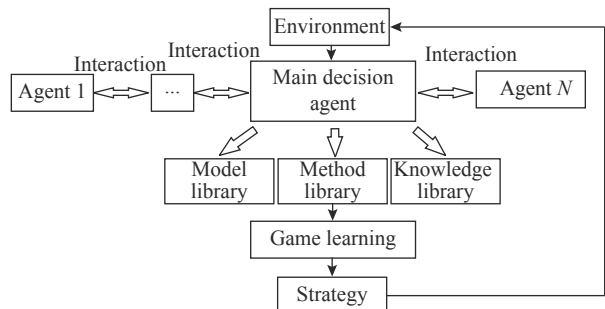 Environment
Interaction
Interaction
Interaction
Agent 1
...
Main decision
agent
Agent N
Model
library
Method
library
Knowledge
library
Game learning
Strategy